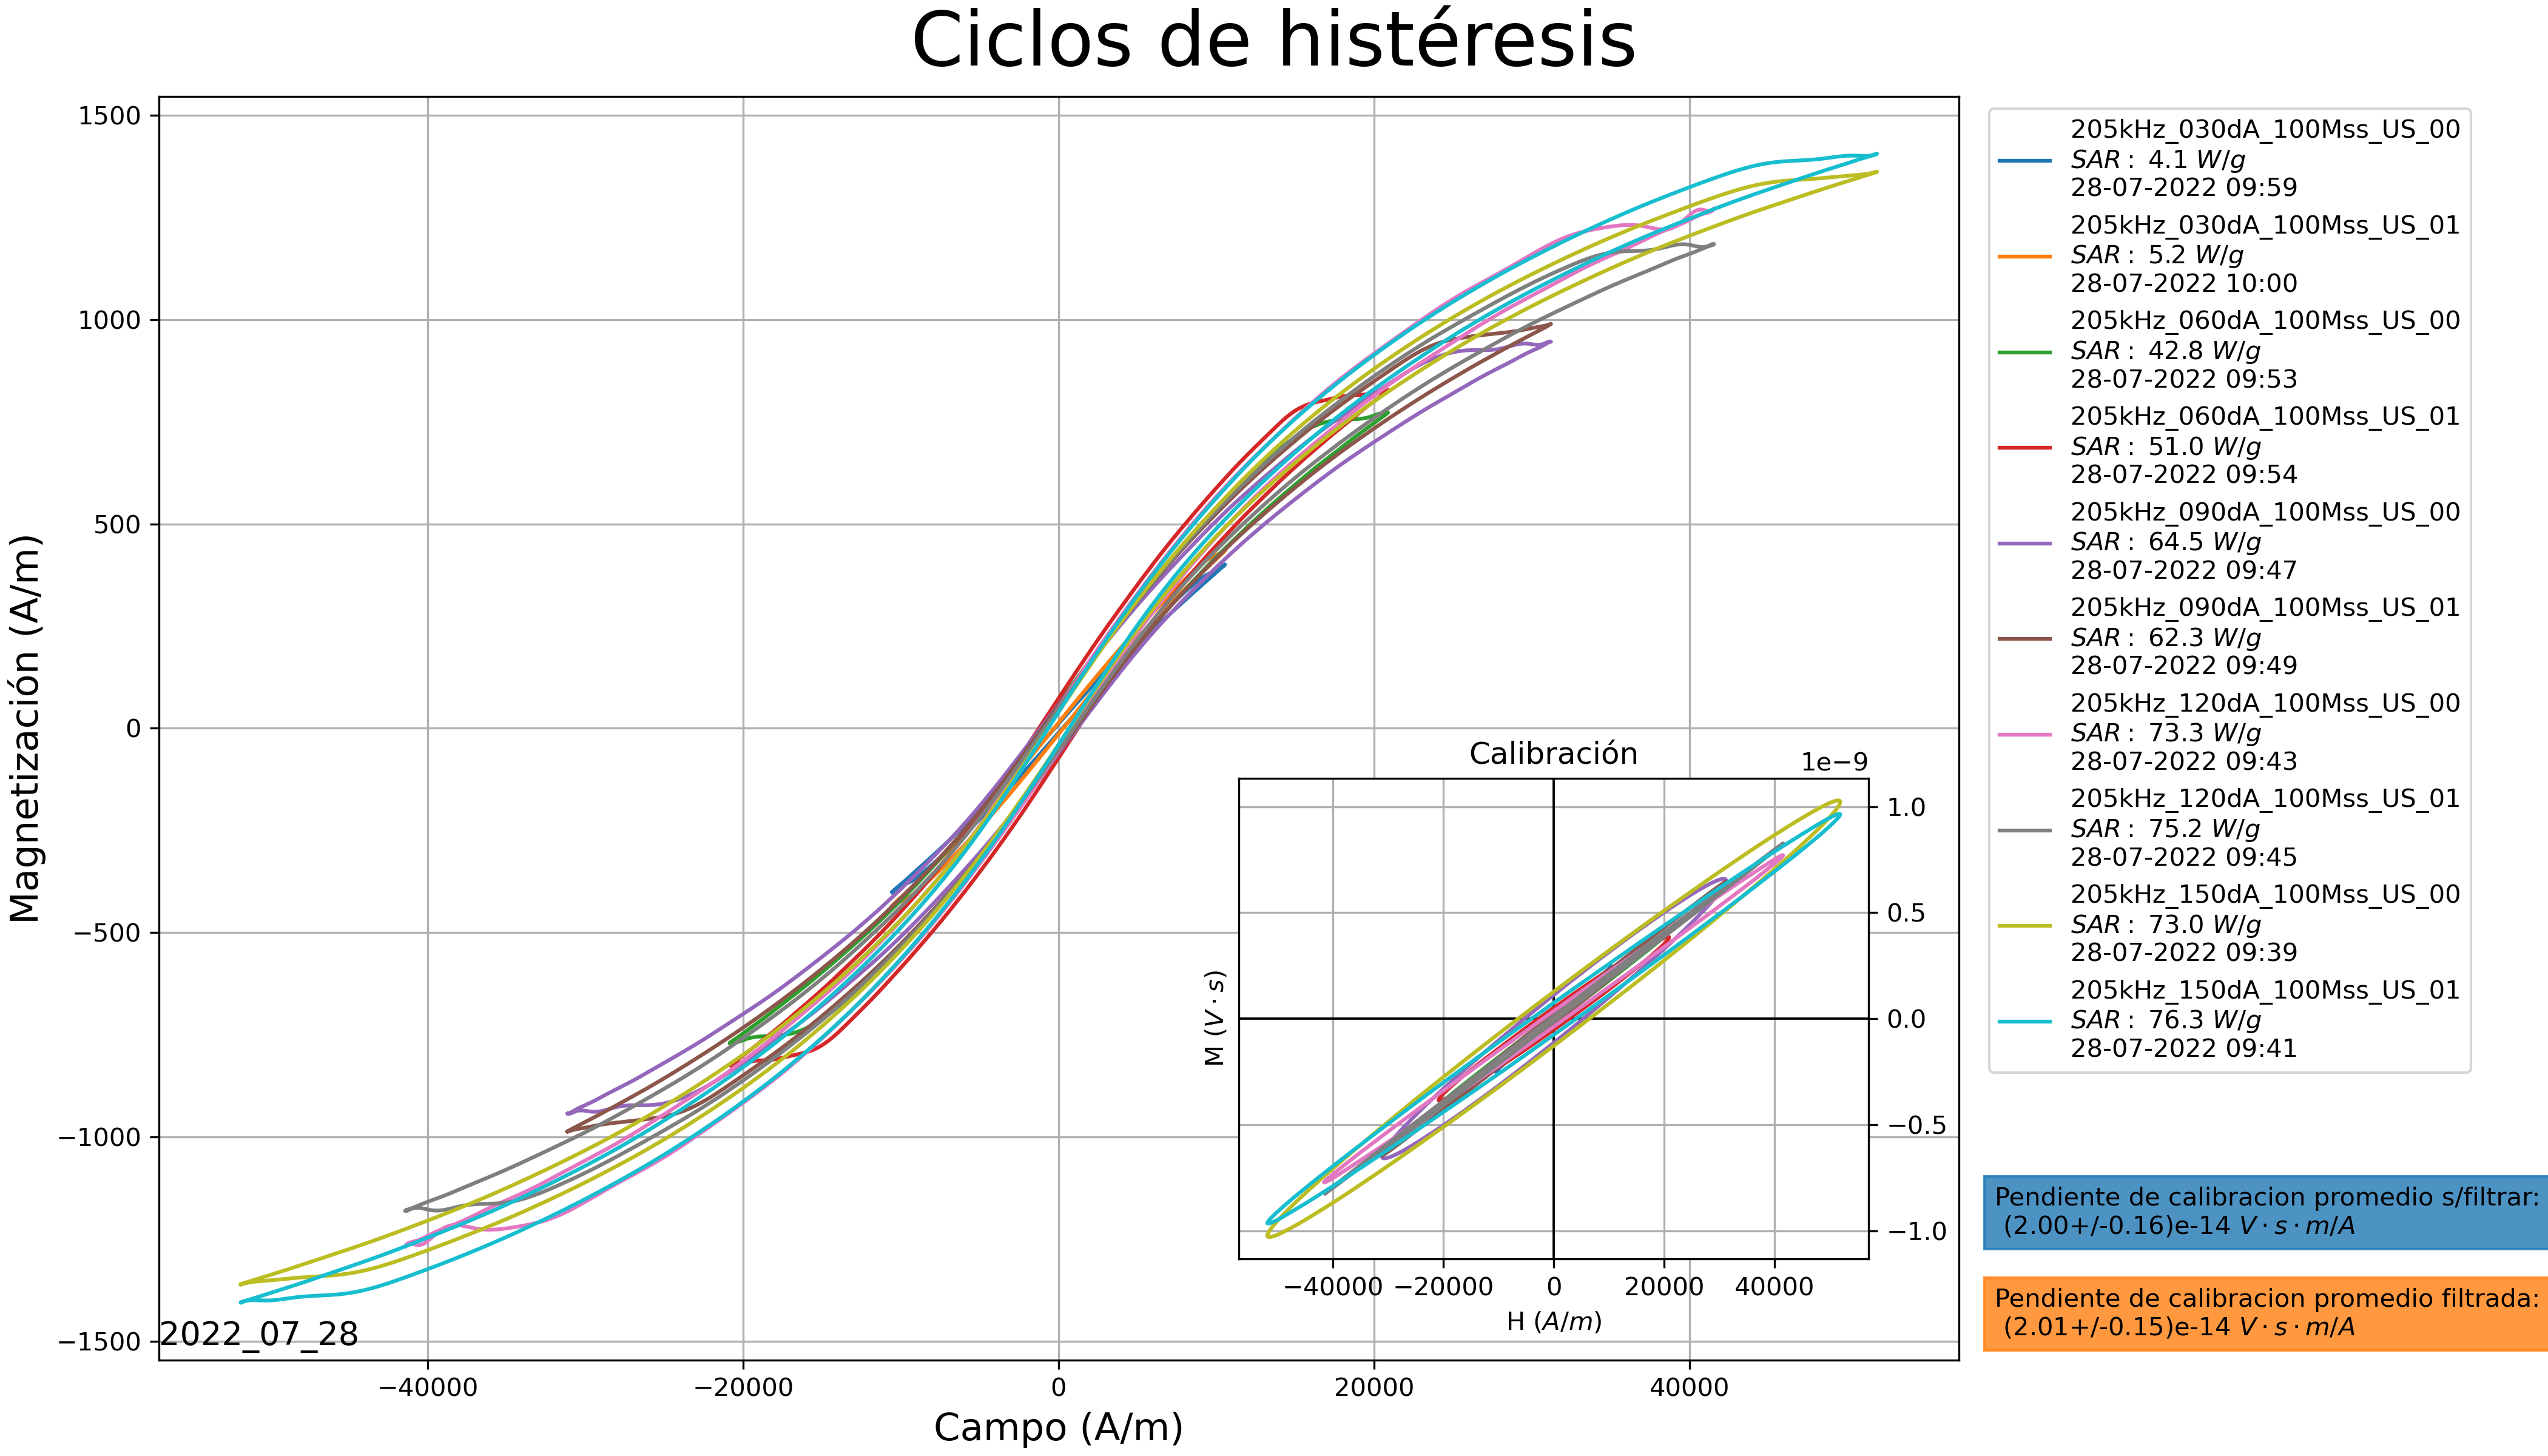 Ciclos de histéresis
1500
1000
500
0
−500
−1000
−1500
Magnetización (A/m)
−40000
−20000
0
20000
40000
Campo (A/m)
2022_07_28
Calibración
1e−9
1.0
0.5
0.0
−0.5
−1.0
M (V · s)
−40000
−20000
0
20000
40000
H (A/m)
205kHz_030dA_100Mss_US_00
SAR : 4.1 W/g
28-07-2022 09:59
205kHz_030dA_100Mss_US_01
SAR : 5.2 W/g
28-07-2022 10:00
205kHz_060dA_100Mss_US_00
SAR : 42.8 W/g
28-07-2022 09:53
205kHz_060dA_100Mss_US_01
SAR : 51.0 W/g
28-07-2022 09:54
205kHz_090dA_100Mss_US_00
SAR : 64.5 W/g
28-07-2022 09:47
205kHz_090dA_100Mss_US_01
SAR : 62.3 W/g
28-07-2022 09:49
205kHz_120dA_100Mss_US_00
SAR : 73.3 W/g
28-07-2022 09:43
205kHz_120dA_100Mss_US_01
SAR : 75.2 W/g
28-07-2022 09:45
205kHz_150dA_100Mss_US_00
SAR : 73.0 W/g
28-07-2022 09:39
205kHz_150dA_100Mss_US_01
SAR : 76.3 W/g
28-07-2022 09:41
Pendiente de calibracion promedio s/filtrar:
(2.00+/-0.16)e-14 V · s · m/A
Pendiente de calibracion promedio filtrada:
(2.01+/-0.15)e-14 V · s · m/A